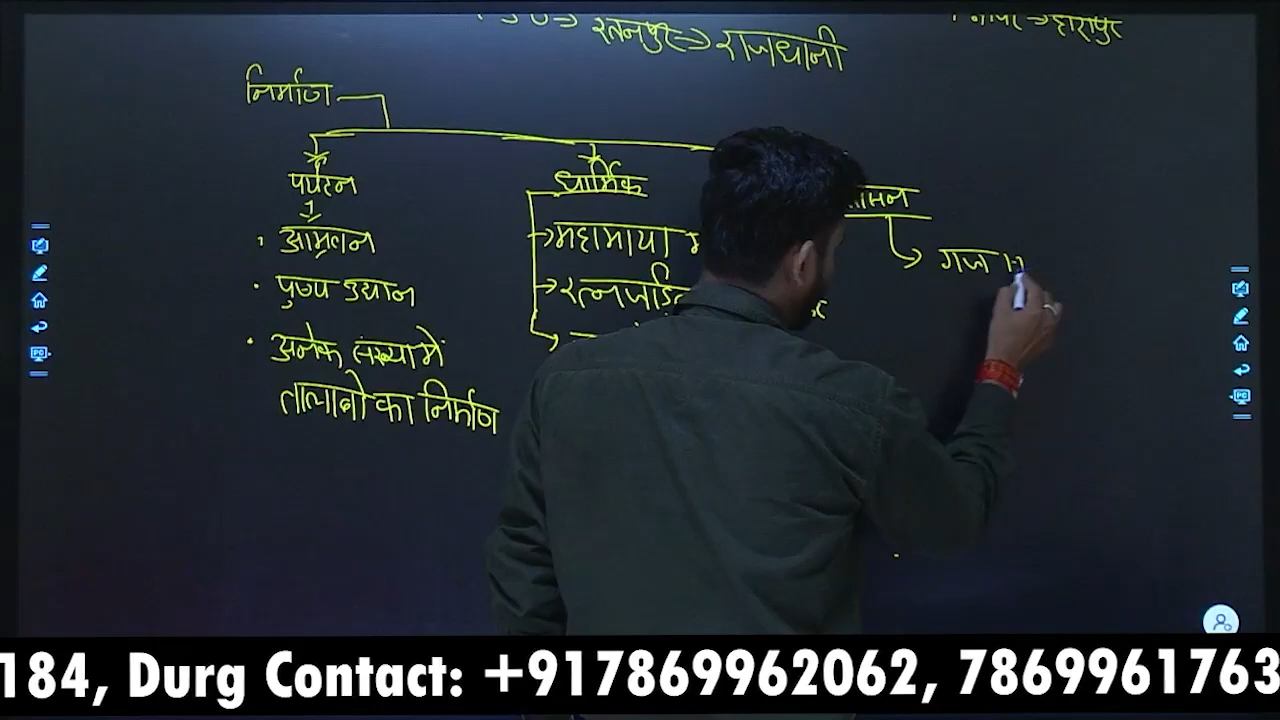 रतनपुर → राजधानी
निर्माण
पर्यटन
धार्मिक
आम्रवन
→ महामाया
गज
· पुष्प उद्यान
→ रत्नजड़ि
· अनेक संख्या में
तालाबो का निर्माण
184, Durg Contact: +917869962062, 7869961763